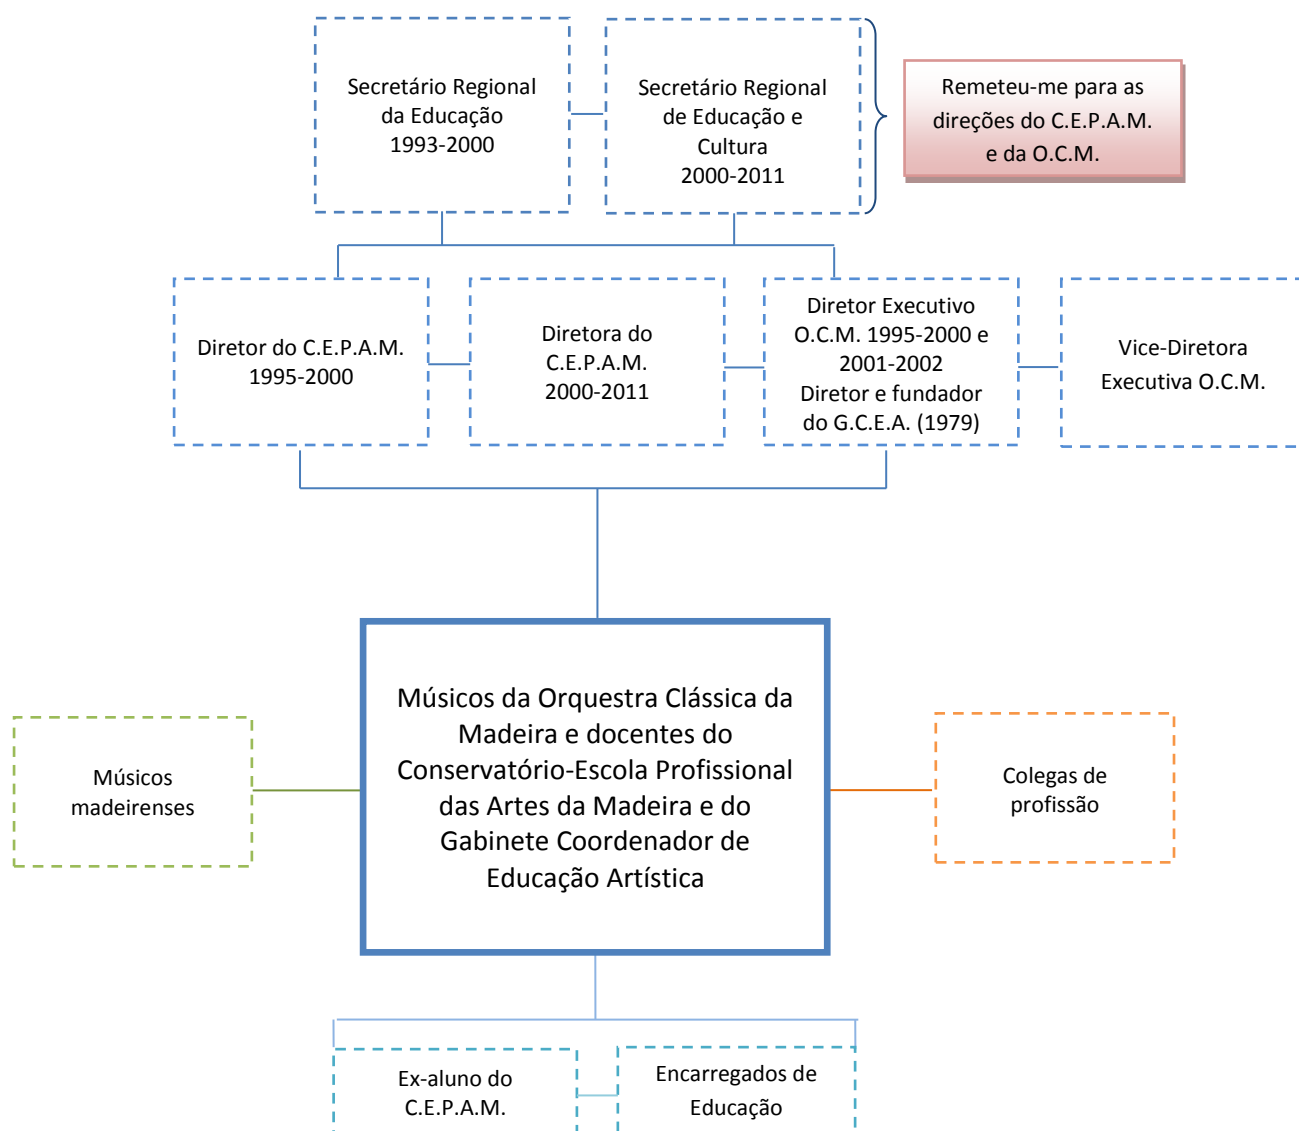 Secretário Regional
da Educação
1993-2000
Secretário Regional
de Educação e
Cultura
2000-2011
Remeteu-me para as
direções do C.E.P.A.M.
e da O.C.M.
Diretor do C.E.P.A.M.
1995-2000
Diretora do
C.E.P.A.M.
2000-2011
Diretor Executivo
O.C.M. 1995-2000 e
2001-2002
Diretor e fundador
do G.C.E.A. (1979)
Vice-Diretora
Executiva O.C.M.
Músicos da Orquestra Clássica da
Madeira e docentes do
Conservatório-Escola Profissional
das Artes da Madeira e do
Gabinete Coordenador de
Educação Artística
Músicos
madeirenses
Colegas de
profissão
Ex-aluno do
C.E.P.A.M.
Encarregados de
Educação